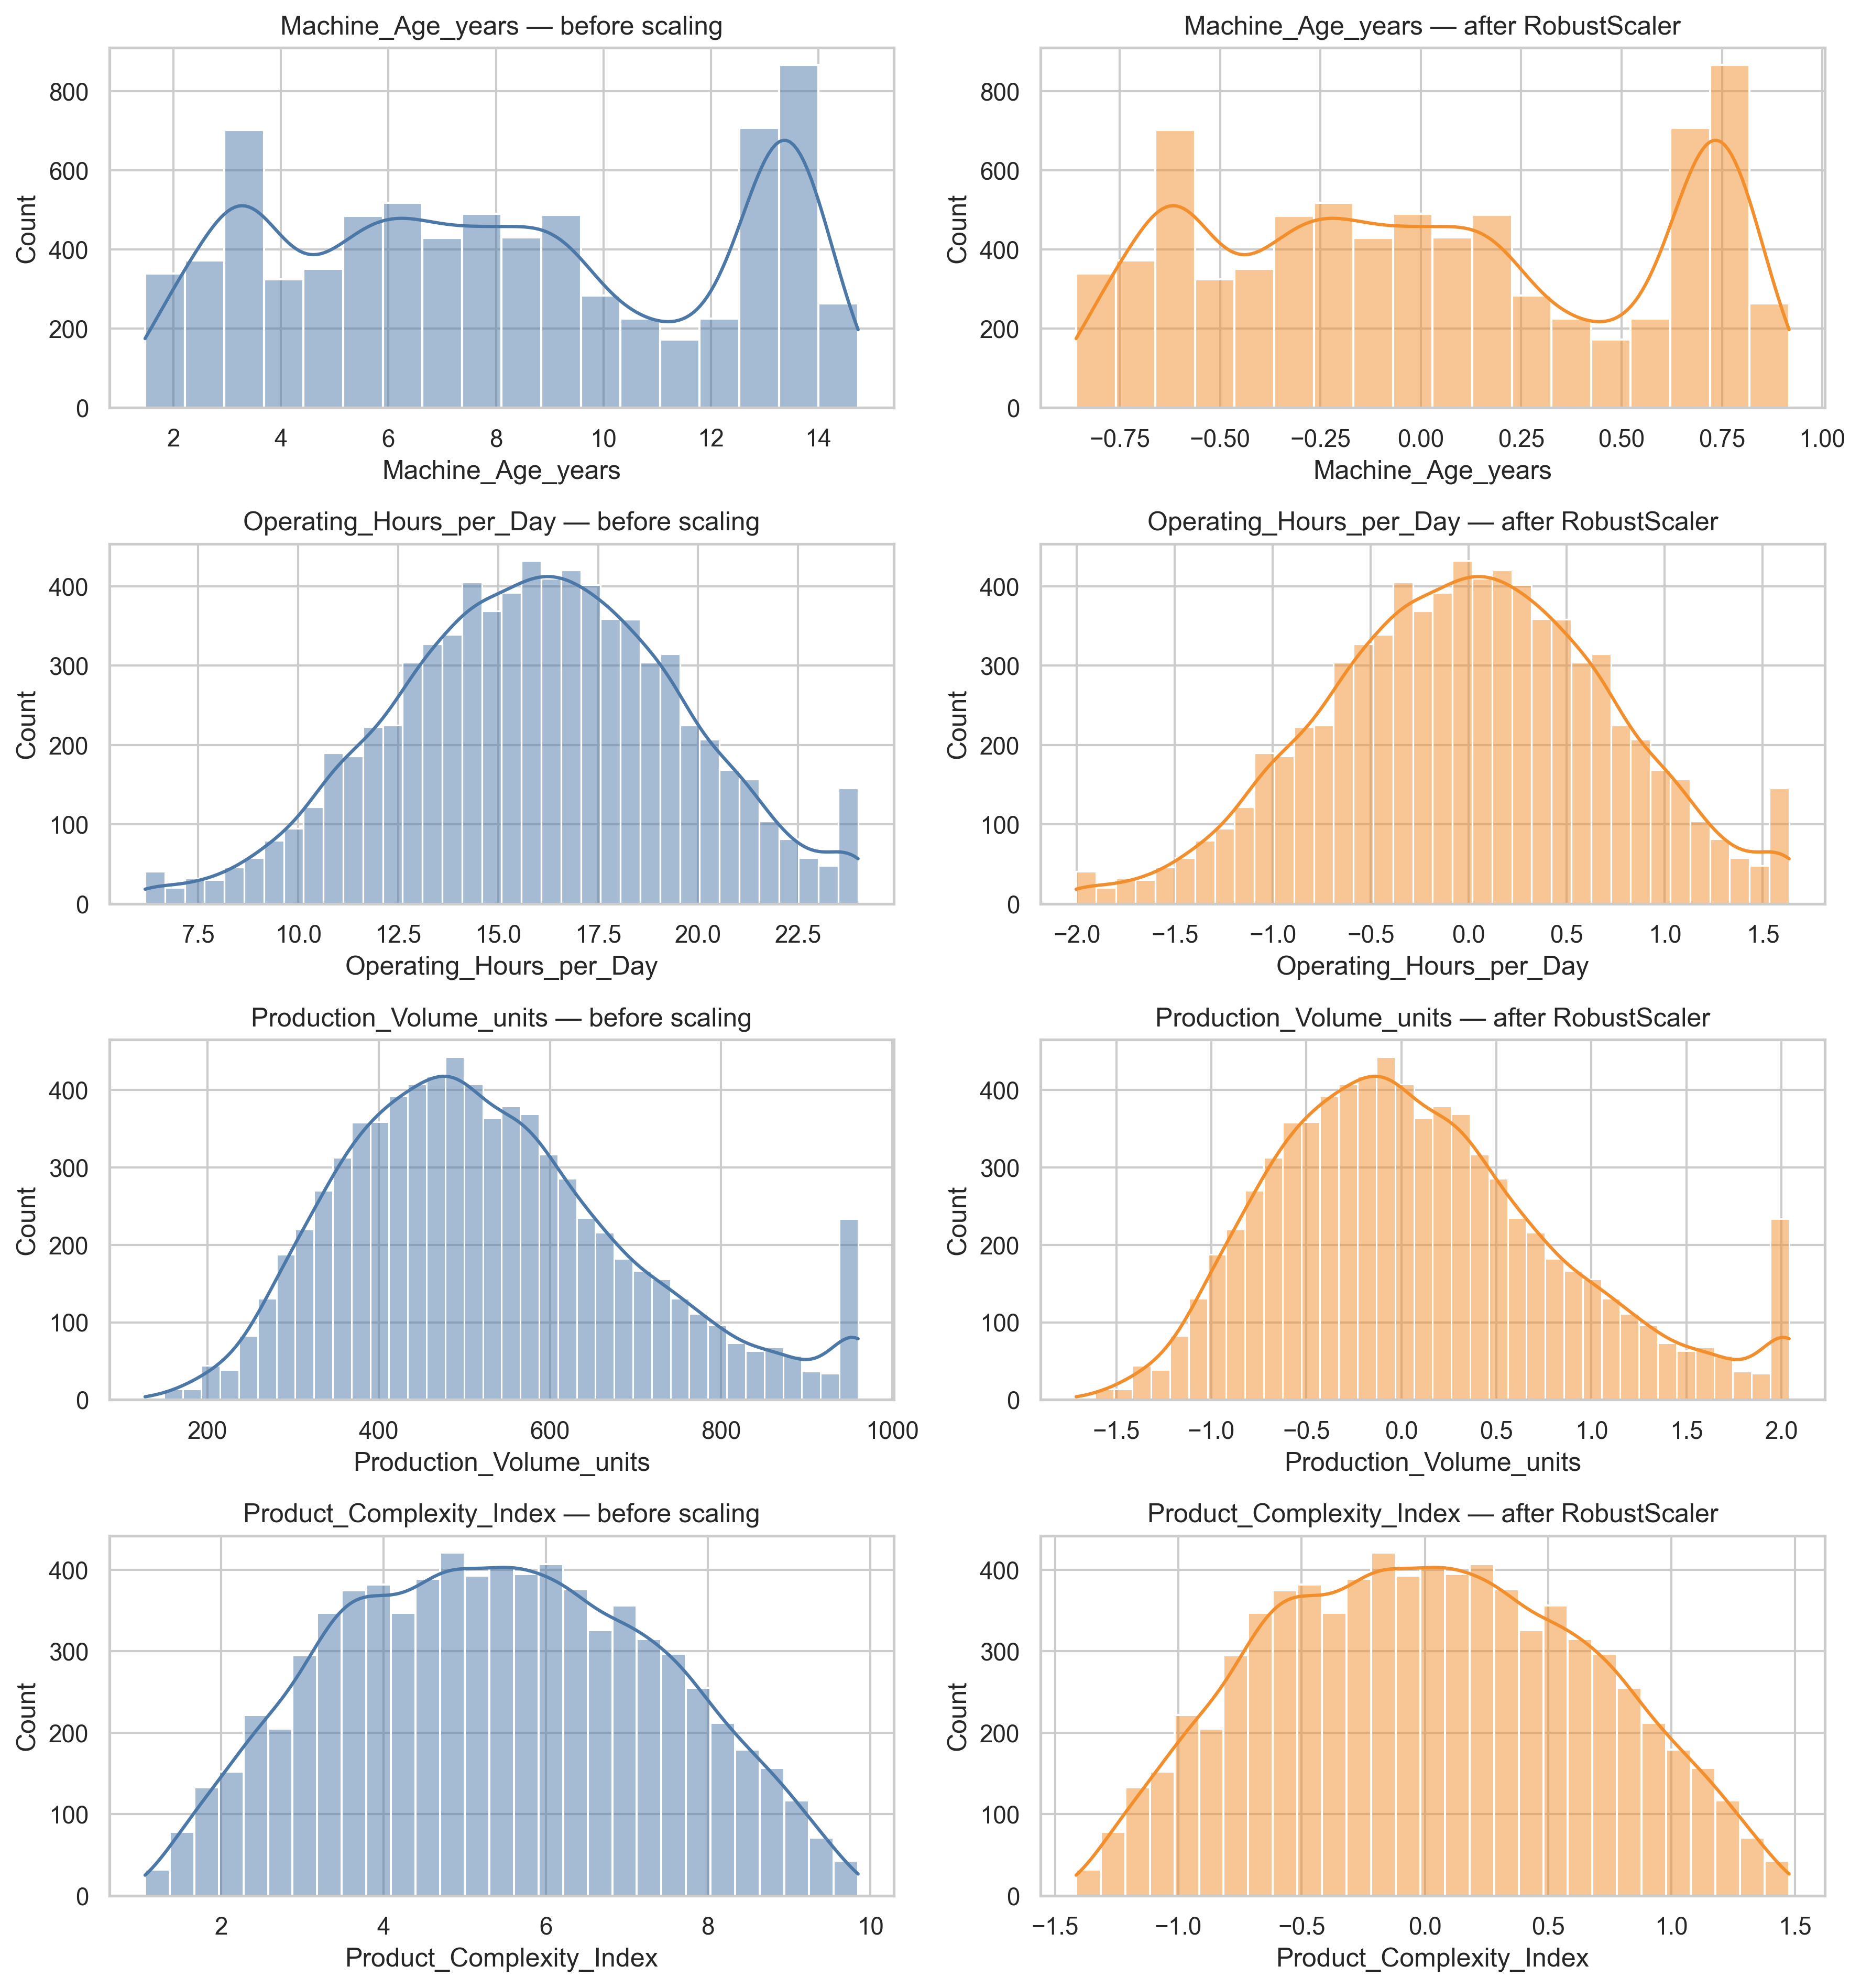 Machine_Age_years — before scaling
Count
800
600
400
200
0
2 4 6 8 10 12 14
Machine_Age_years
Machine_Age_years — after RobustScaler
Count
800
600
400
200
0
−0.75 −0.50 −0.25 0.00 0.25 0.50 0.75 1.00
Machine_Age_years
Operating_Hours_per_Day — before scaling
Count
400
300
200
100
0
7.5 10.0 12.5 15.0 17.5 20.0 22.5
Operating_Hours_per_Day
Operating_Hours_per_Day — after RobustScaler
Count
400
300
200
100
0
−2.0 −1.5 −1.0 −0.5 0.0 0.5 1.0 1.5
Operating_Hours_per_Day
Production_Volume_units — before scaling
Count
400
300
200
100
0
200 400 600 800 1000
Production_Volume_units
Production_Volume_units — after RobustScaler
Count
400
300
200
100
0
−1.5 −1.0 −0.5 0.0 0.5 1.0 1.5 2.0
Production_Volume_units
Product_Complexity_Index — before scaling
Count
400
300
200
100
0
2 4 6 8 10
Product_Complexity_Index
Product_Complexity_Index — after RobustScaler
Count
400
300
200
100
0
−1.5 −1.0 −0.5 0.0 0.5 1.0 1.5
Product_Complexity_Index